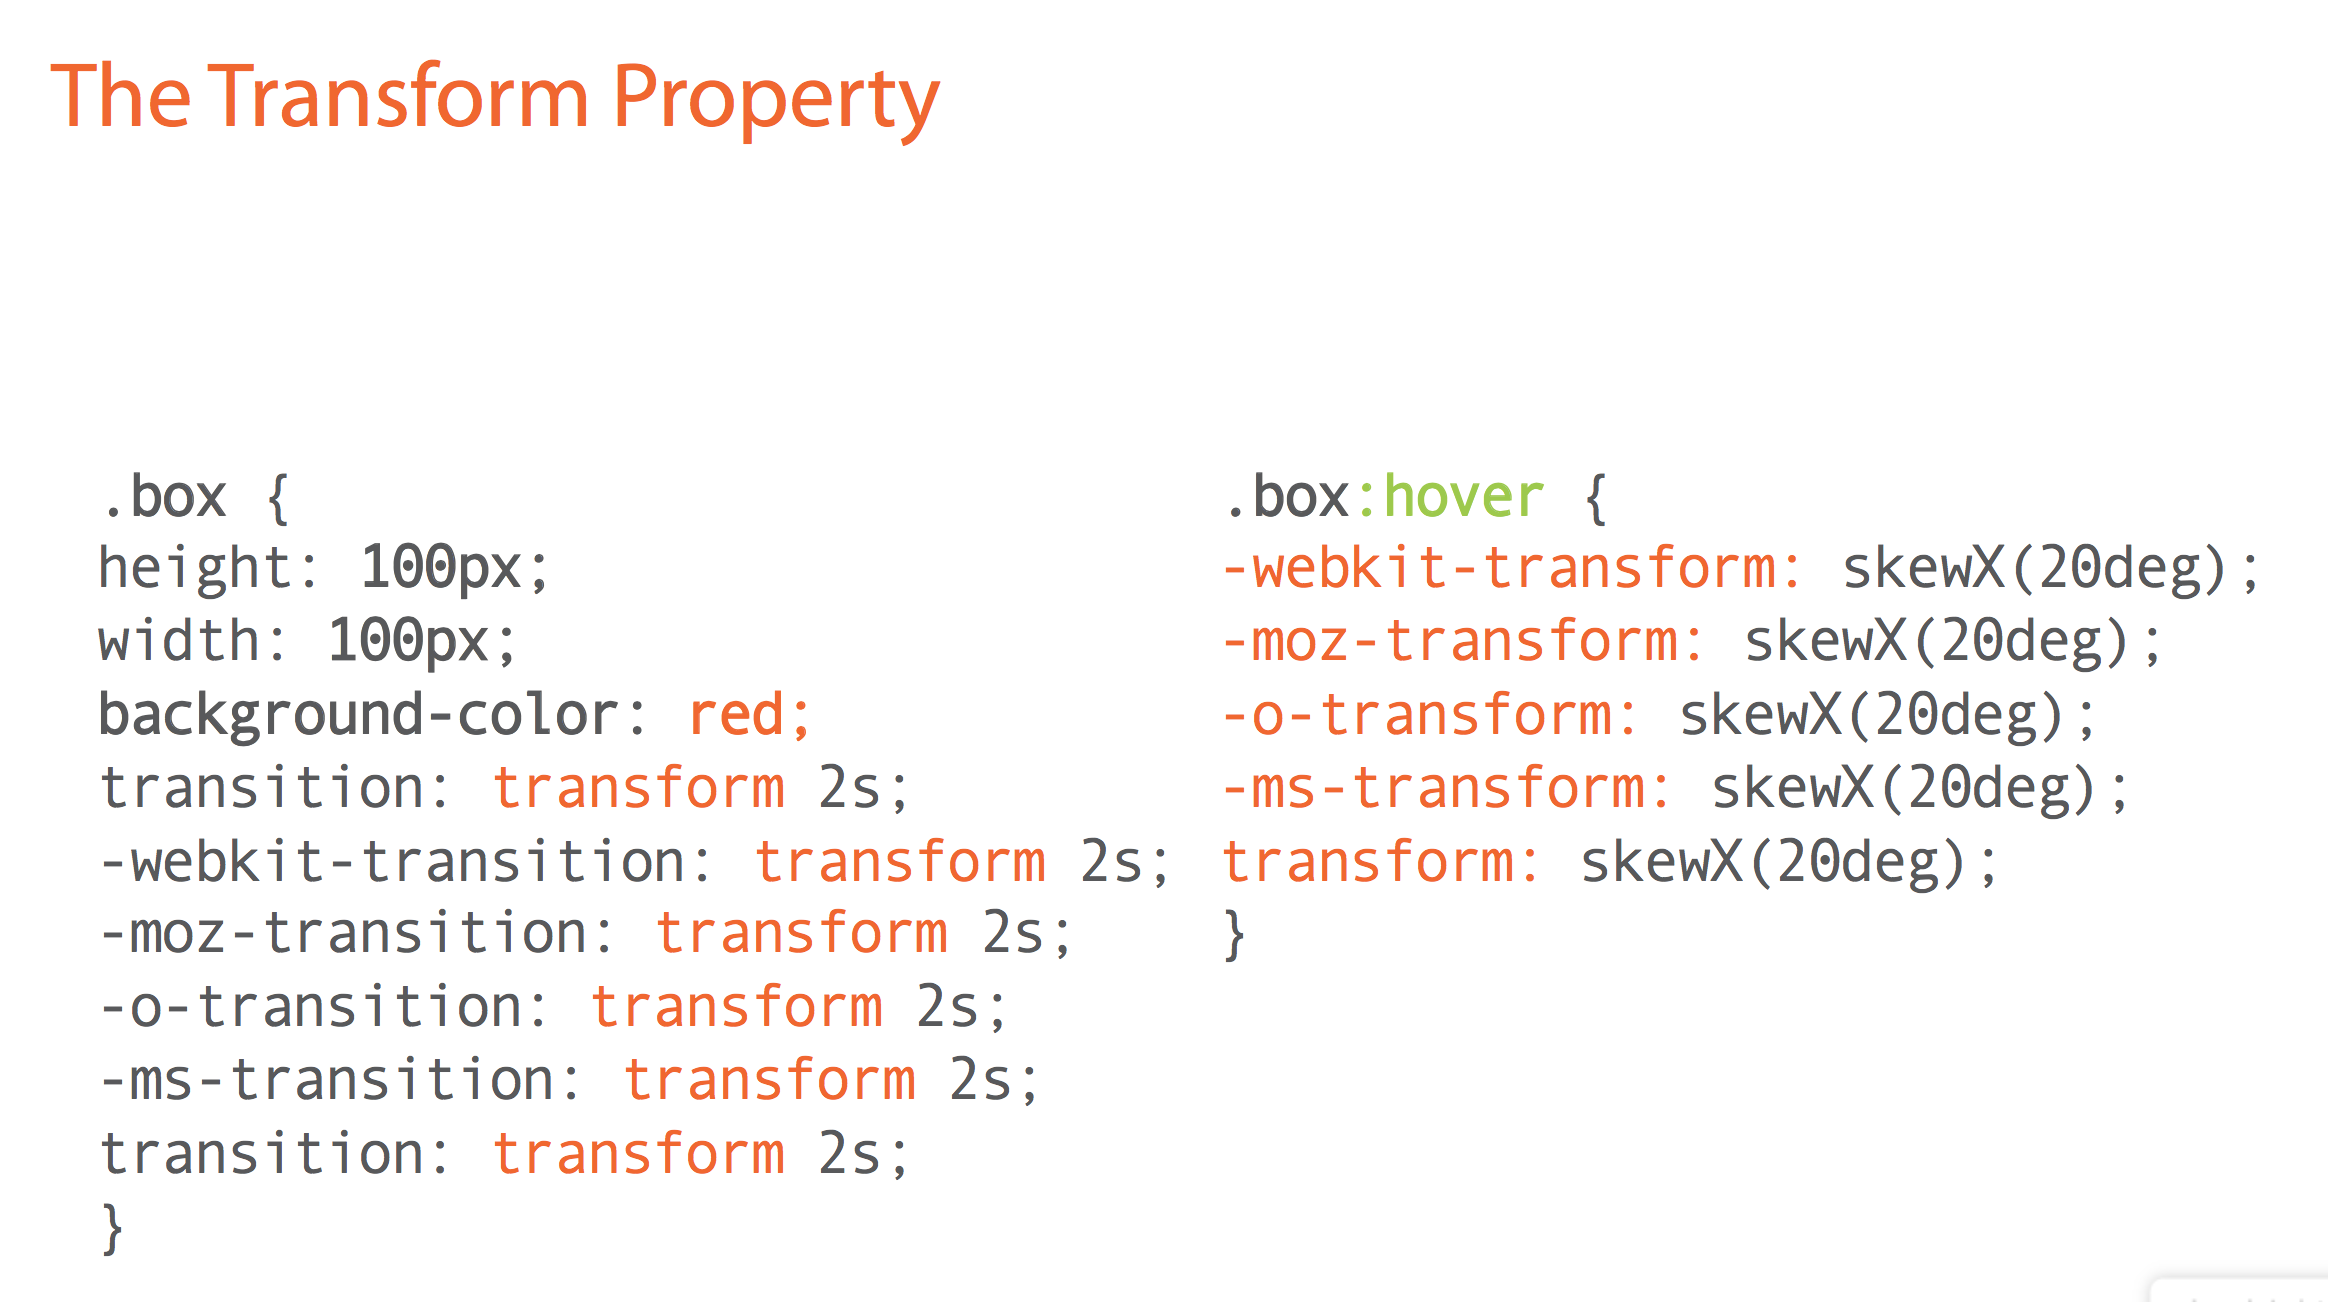 The Transform Property
.box {
height: 100px;
width: 100px;
background-color: red;
transition: transform 2s;
-webkit-transition: transform 2s;
-moz-transition: transform 2s;
-o-transition: transform 2s;
-ms-transition: transform 2s;
transition: transform 2s;
}
.box:hover {
-webkit-transform: skewX(20deg);
-moz-transform: skewX(20deg);
-o-transform: skewX(20deg);
-ms-transform: skewX(20deg);
transform: skewX(20deg);
}